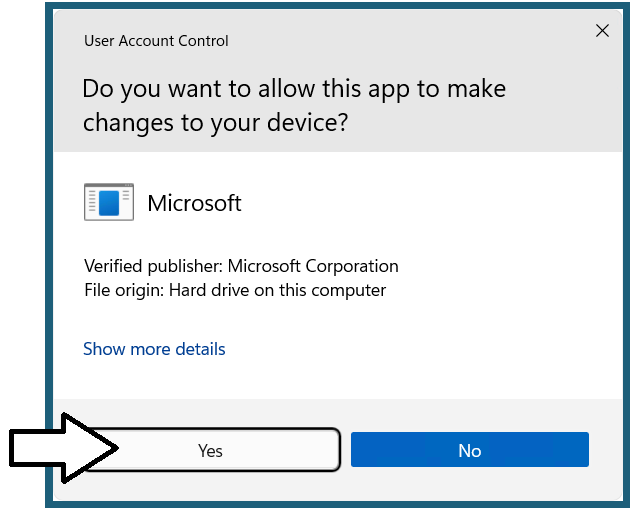 User Account Control
Do you want to allow this app to make
changes to your device?
Microsoft
Verified publisher: Microsoft Corporation
File origin: Hard drive on this computer
Show more details
Yes
No